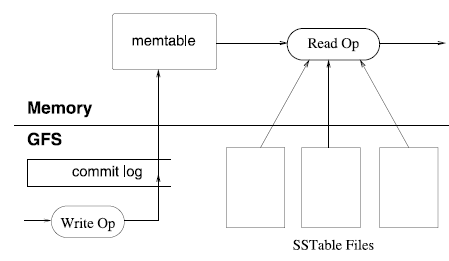 memtable
Read Op
Memory
GFS
commit log
Write Op
SSTable Files